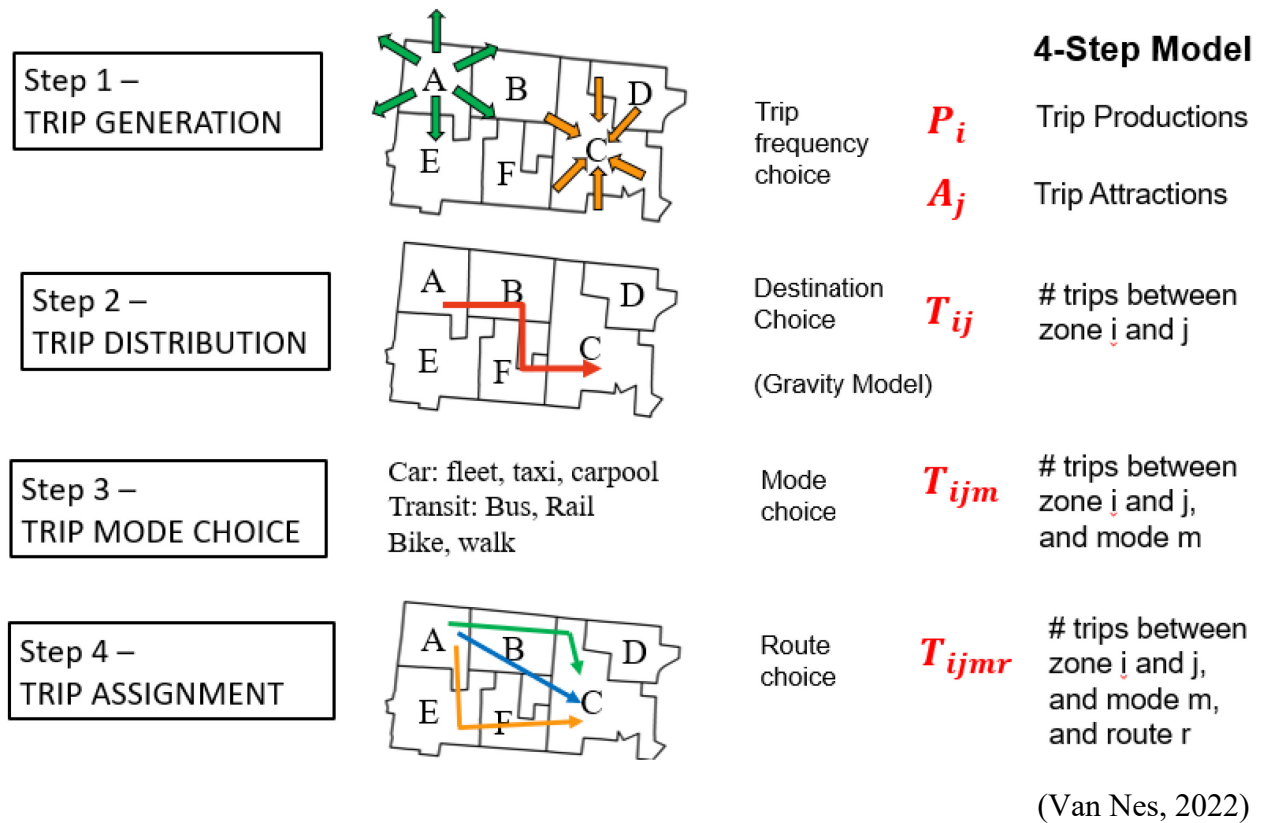 4-Step Model
Step 1 –
TRIP GENERATION
A
B
C
D
E
F
Trip
frequency
choice
P_i
Trip Productions
A_j
Trip Attractions
Step 2 –
TRIP DISTRIBUTION
A
B
C
D
E
F
Destination
Choice
(Gravity Model)
T_ij
# trips between
zone i and j
Step 3 –
TRIP MODE CHOICE
Car: fleet, taxi, carpool
Transit: Bus, Rail
Bike, walk
Mode
choice
T_ijm
# trips between
zone i and j,
and mode m
Step 4 –
TRIP ASSIGNMENT
A
B
C
D
E
F
Route
choice
T_ijmr
# trips between
zone i and j,
and mode m,
and route r
(Van Nes, 2022)